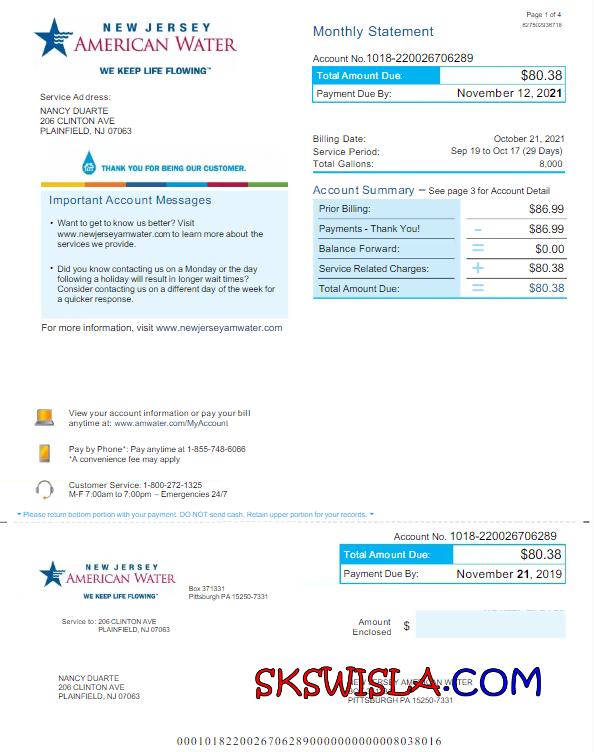 NEW JERSEY
AMERICAN WATER
WE KEEP LIFE FLOWING™
Page 1 of 4
Monthly Statement
Account No.1018-220026706289
Total Amount Due: $80.38
Payment Due By: November 12, 2021
Service Address:
NANCY DUARTE
206 CLINTON AVE
PLAINFIELD, NJ 07063
Billing Date: October 21, 2021
Service Period: Sep 19 to Oct 17 (29 Days)
Total Gallons: 8,000
THANK YOU FOR BEING OUR CUSTOMER.
Important Account Messages
• Want to get to know us better? Visit
www.newjerseyamwater.com to learn more about the
services we provide.
• Did you know contacting us on a Monday or the day
following a holiday will result in longer wait times?
Consider contacting us on a different day of the week for
a quicker response.
For more information, visit www.newjerseyamwater.com
Account Summary – See page 3 for Account Detail
Prior Billing: $86.99
Payments - Thank You! - $86.99
Balance Forward: = $0.00
Service Related Charges: + $80.38
Total Amount Due: = $80.38
View your account information or pay your bill
anytime at: www.amwater.com/MyAccount
Pay by Phone*: Pay anytime at 1-855-748-6066
*A convenience fee may apply
Customer Service: 1-800-272-1325
M-F 7:00am to 7:00pm – Emergencies 24/7
Please return bottom portion with your payment. DO NOT send cash. Retain upper portion for your records.
Account No. 1018-220026706289
Total Amount Due: $80.38
Payment Due By: November 21, 2019
NEW JERSEY
AMERICAN WATER
WE KEEP LIFE FLOWING™
Box 371331
Pittsburgh PA 15250-7331
Service to: 206 CLINTON AVE
PLAINFIELD, NJ 07063
Amount
Enclosed $
NANCY DUARTE
206 CLINTON AVE
PLAINFIELD, NJ 07063
SKSWISLA.COM
NEW JERSEY AMERICAN WATER
PITTSBURGH PA 15250-7331